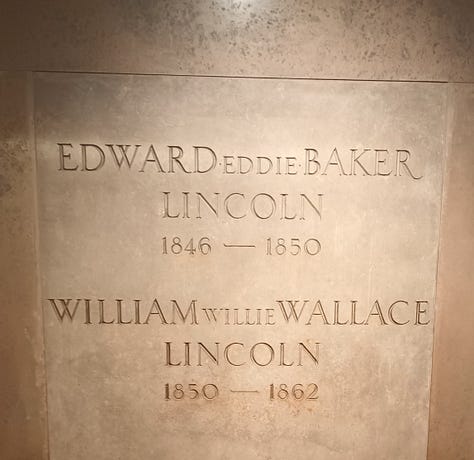 EDWARD·EDDIE·BAKER
LINCOLN
1846 — 1850
WILLIAM WILLIE WALLACE
LINCOLN
1850 — 1862